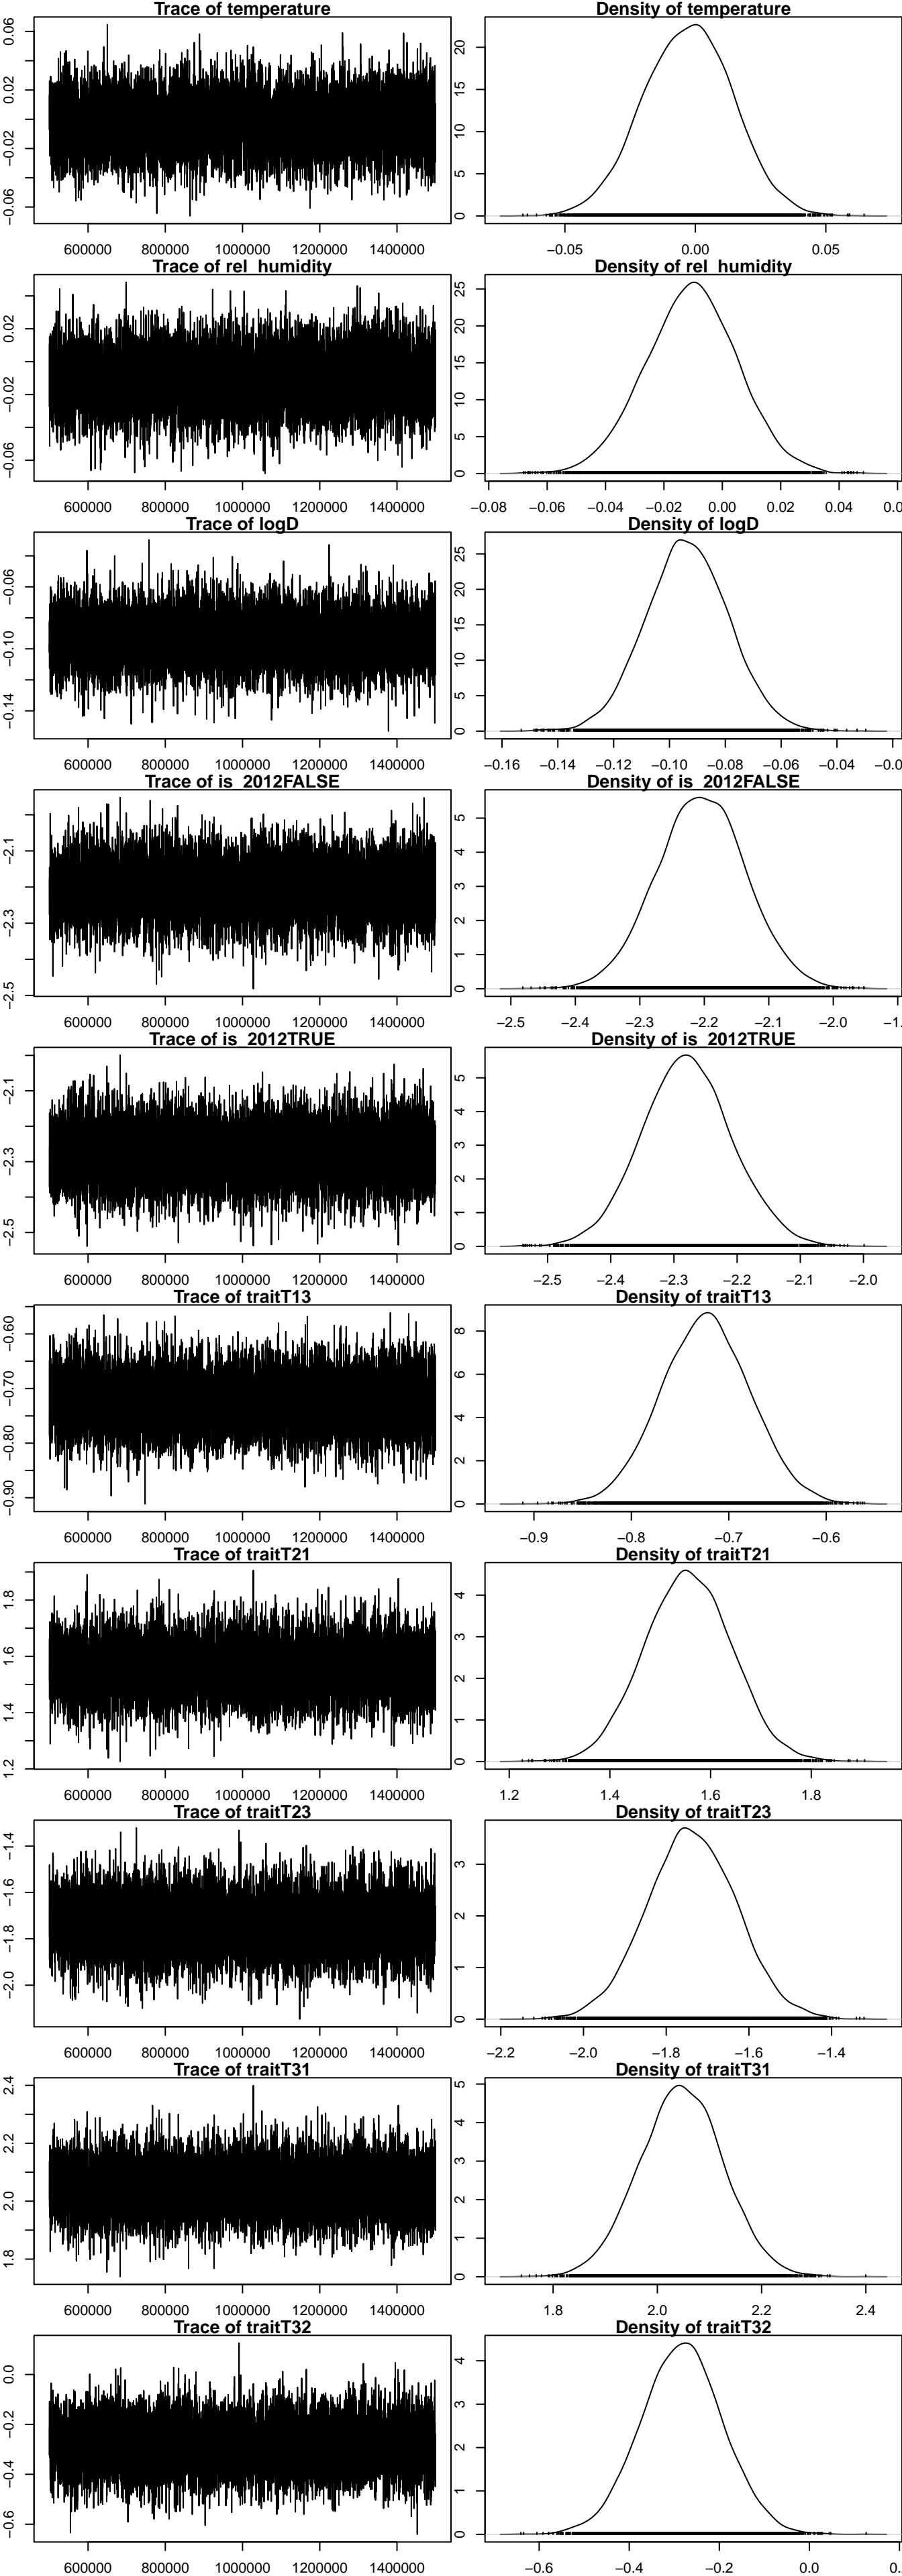 Trace of temperature
Density of temperature
0.06
0.02
−0.02
−0.06
600000 800000 1000000 1200000 1400000
20
15
10
5
0
−0.05 0.00 0.05
Trace of rel_humidity
Density of rel_humidity
0.02
−0.02
−0.06
600000 800000 1000000 1200000 1400000
25
20
15
10
5
0
−0.08 −0.06 −0.04 −0.02 0.00 0.02 0.04 0.0
Trace of logD
Density of logD
−0.06
−0.10
−0.14
600000 800000 1000000 1200000 1400000
25
20
15
10
5
0
−0.16 −0.14 −0.12 −0.10 −0.08 −0.06 −0.04 −0.0
Trace of is_2012FALSE
Density of is_2012FALSE
−2.1
−2.3
−2.5
600000 800000 1000000 1200000 1400000
5
4
3
2
1
0
−2.5 −2.4 −2.3 −2.2 −2.1 −2.0 −1.
Trace of is_2012TRUE
Density of is_2012TRUE
−2.1
−2.3
−2.5
600000 800000 1000000 1200000 1400000
5
4
3
2
1
0
−2.5 −2.4 −2.3 −2.2 −2.1 −2.0
Trace of traitT13
Density of traitT13
−0.60
−0.70
−0.80
−0.90
600000 800000 1000000 1200000 1400000
8
6
4
2
0
−0.9 −0.8 −0.7 −0.6
Trace of traitT21
Density of traitT21
1.8
1.6
1.4
1.2
600000 800000 1000000 1200000 1400000
4
3
2
1
0
1.2 1.4 1.6 1.8
Trace of traitT23
Density of traitT23
−1.4
−1.6
−1.8
−2.0
600000 800000 1000000 1200000 1400000
3
2
1
0
−2.2 −2.0 −1.8 −1.6 −1.4
Trace of traitT31
Density of traitT31
2.4
2.2
2.0
1.8
600000 800000 1000000 1200000 1400000
5
4
3
2
1
0
1.8 2.0 2.2 2.4
Trace of traitT32
Density of traitT32
0.0
−0.2
−0.4
−0.6
600000 800000 1000000 1200000 1400000
4
3
2
1
0
−0.6 −0.4 −0.2 0.0 0.